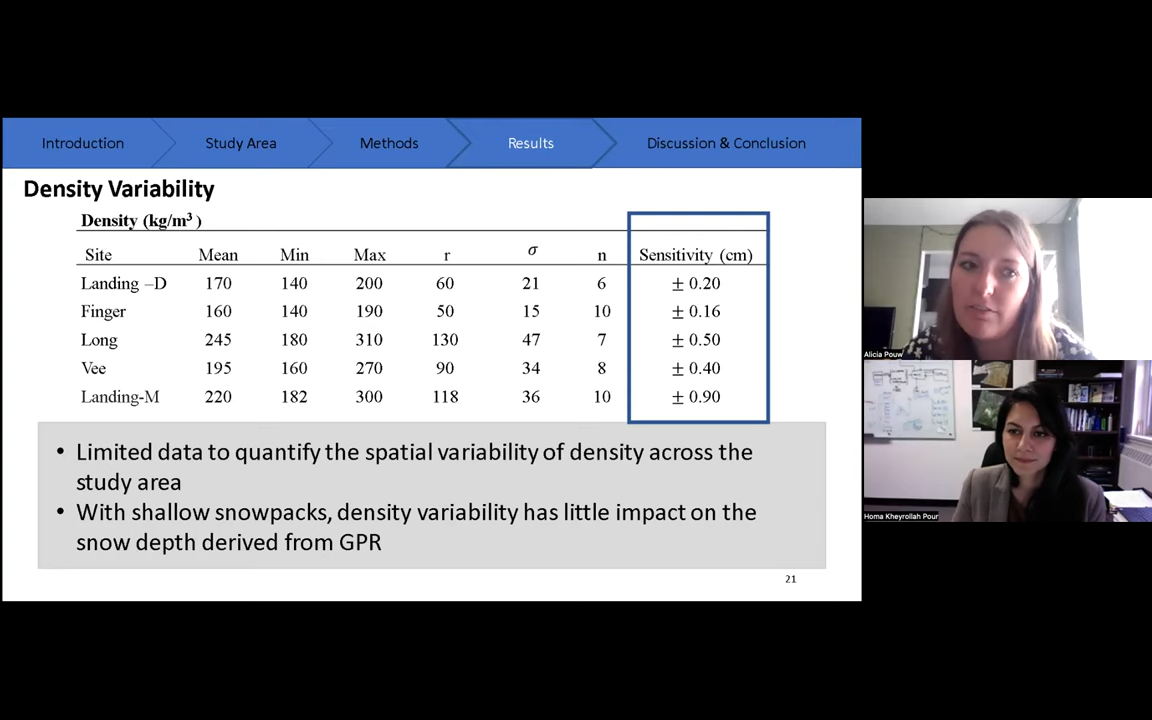 Introduction Study Area Methods Results Discussion & Conclusion
Density Variability
Density (kg/m³ )
Site Mean Min Max r σ n Sensitivity (cm)
Landing –D 170 140 200 60 21 6 ± 0.20
Finger 160 140 190 50 15 10 ± 0.16
Long 245 180 310 130 47 7 ± 0.50
Vee 195 160 270 90 34 8 ± 0.40
Landing-M 220 182 300 118 36 10 ± 0.90
• Limited data to quantify the spatial variability of density across the
study area
• With shallow snowpacks, density variability has little impact on the
snow depth derived from GPR
21
Alicia Pouw
Homa Kheyrollah Pour